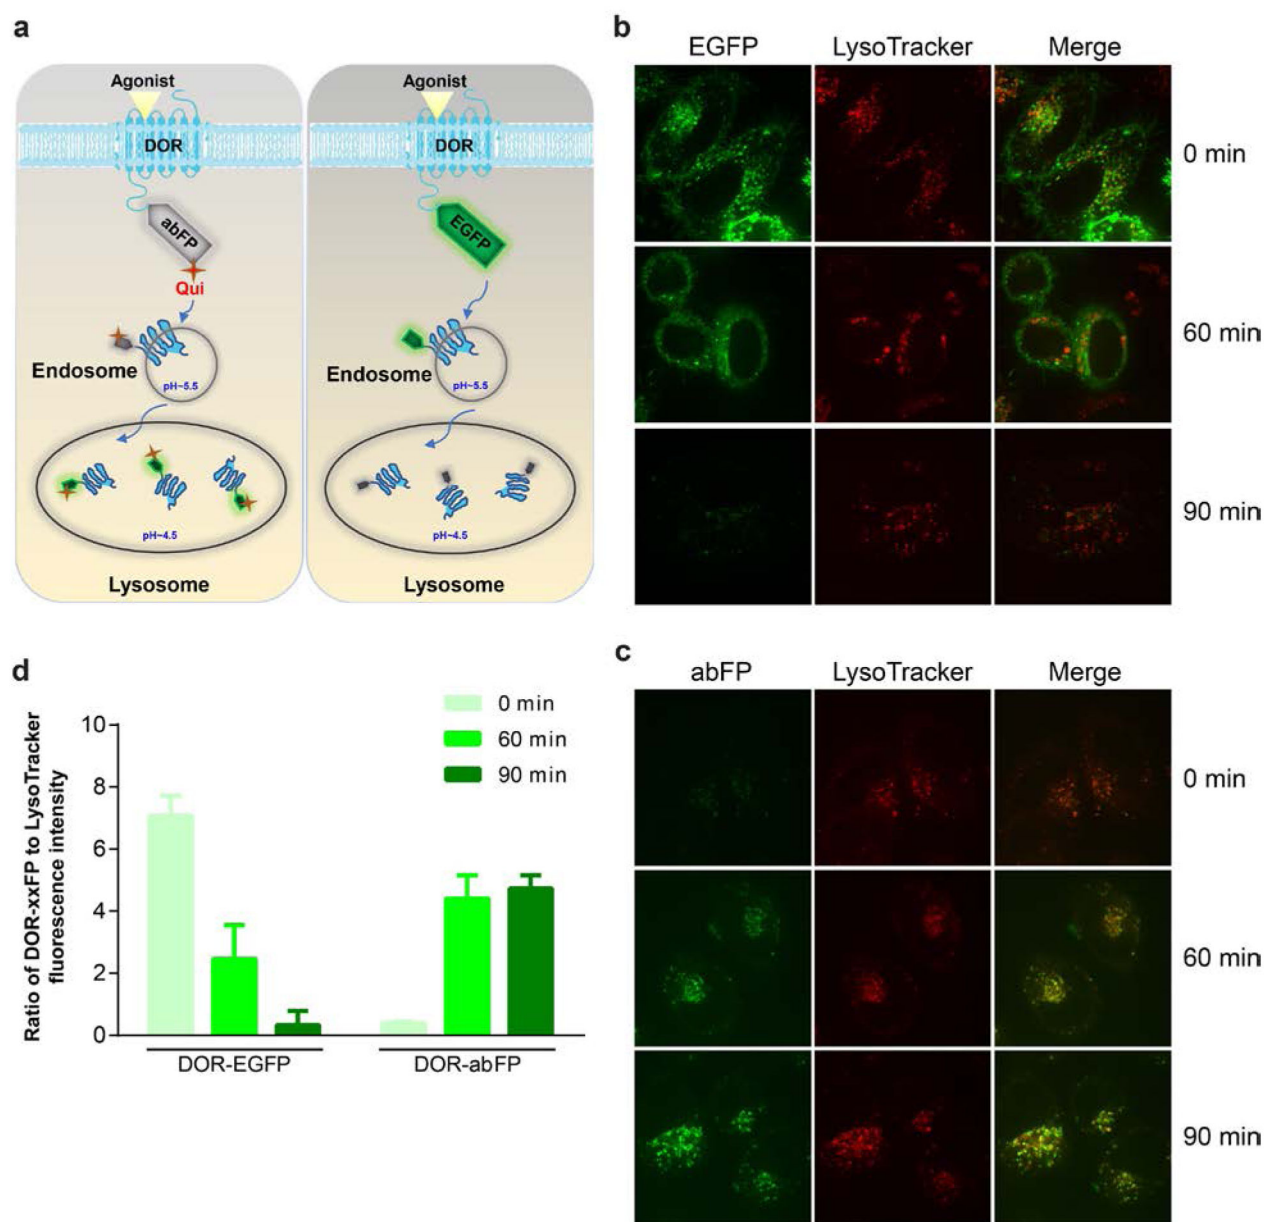 a
Agonist
DOR
abFP
Qui
Endosome
pH~5.5
pH~4.5
Lysosome
Agonist
DOR
EGFP
Endosome
pH~5.5
pH~4.5
Lysosome
b
EGFP LysoTracker Merge
0 min
60 min
90 min
d
Ratio of DOR-xxFP to LysoTracker
fluorescence intensity
10
8
6
4
2
0
0 min
60 min
90 min
DOR-EGFP DOR-abFP
c
abFP LysoTracker Merge
0 min
60 min
90 min